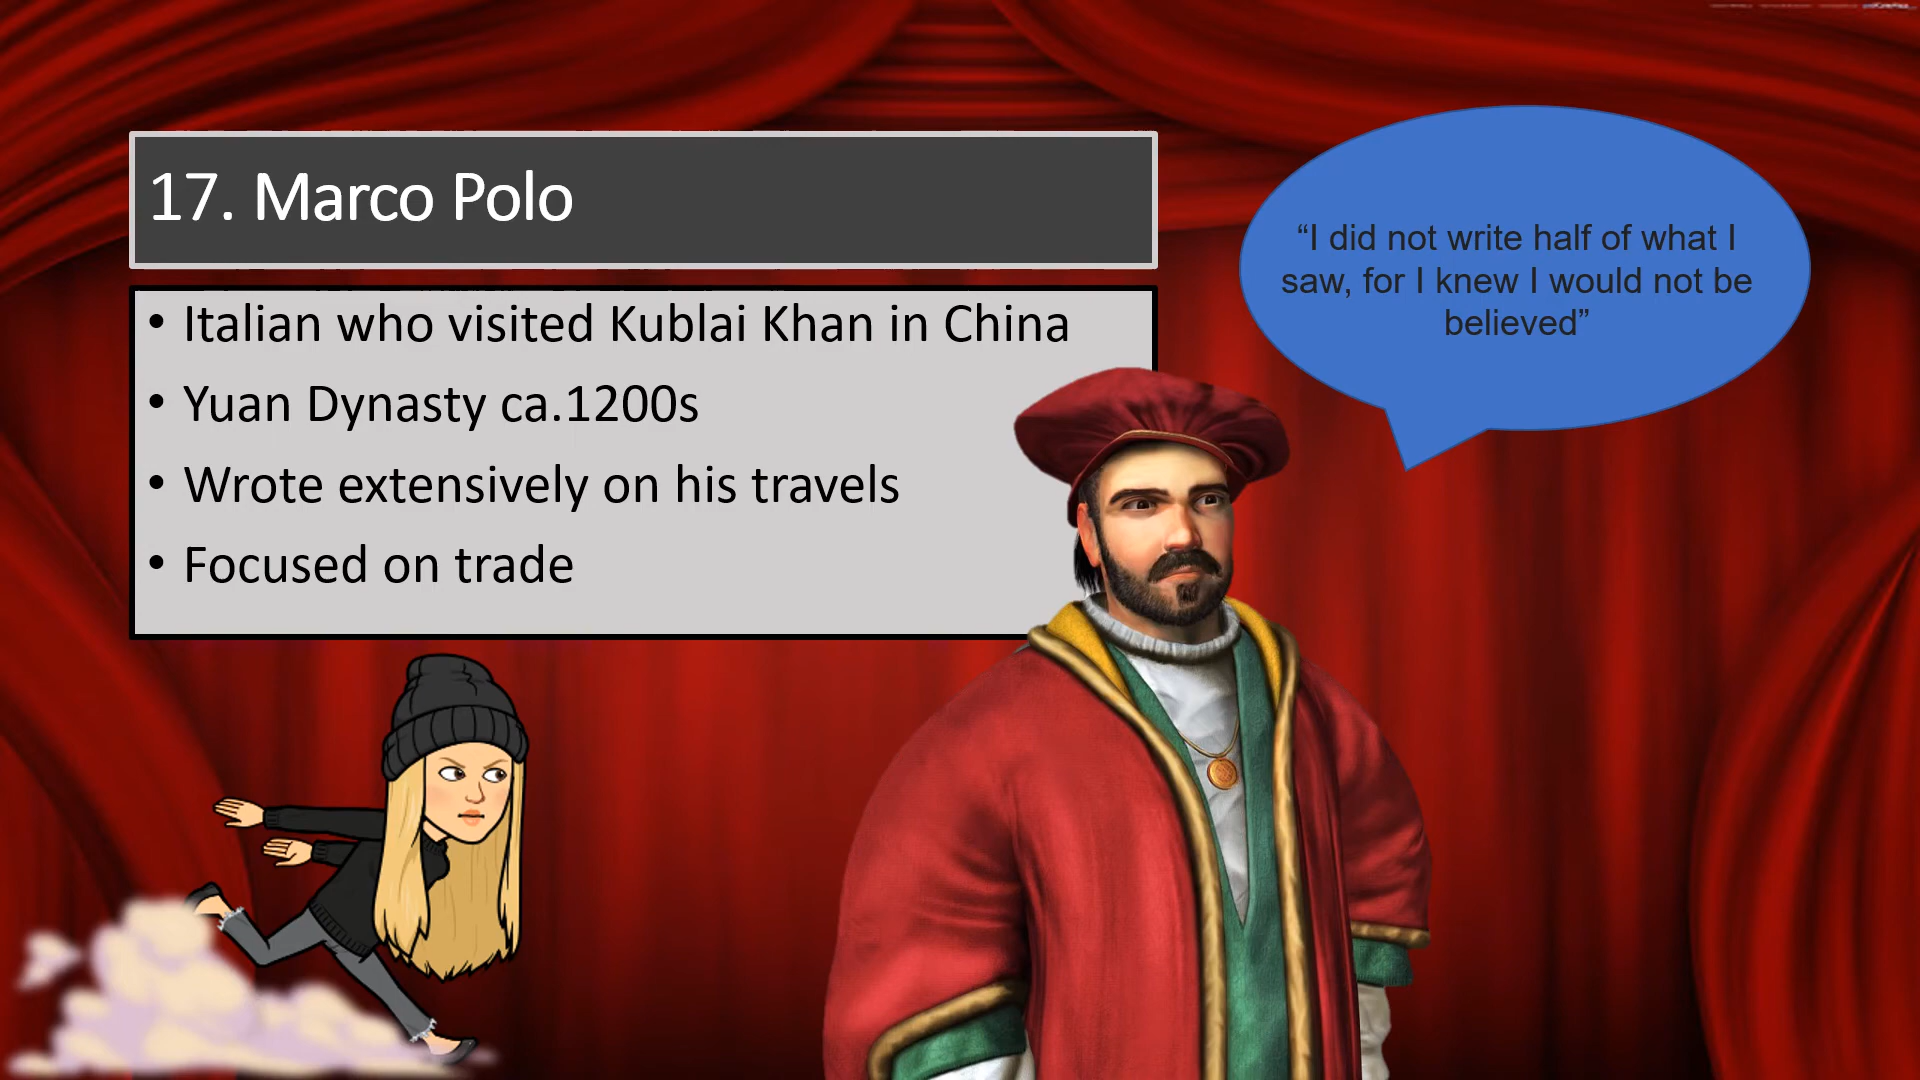 17. Marco Polo
• Italian who visited Kublai Khan in China
• Yuan Dynasty ca.1200s
• Wrote extensively on his travels
• Focused on trade
“I did not write half of what I
saw, for I knew I would not be
believed”